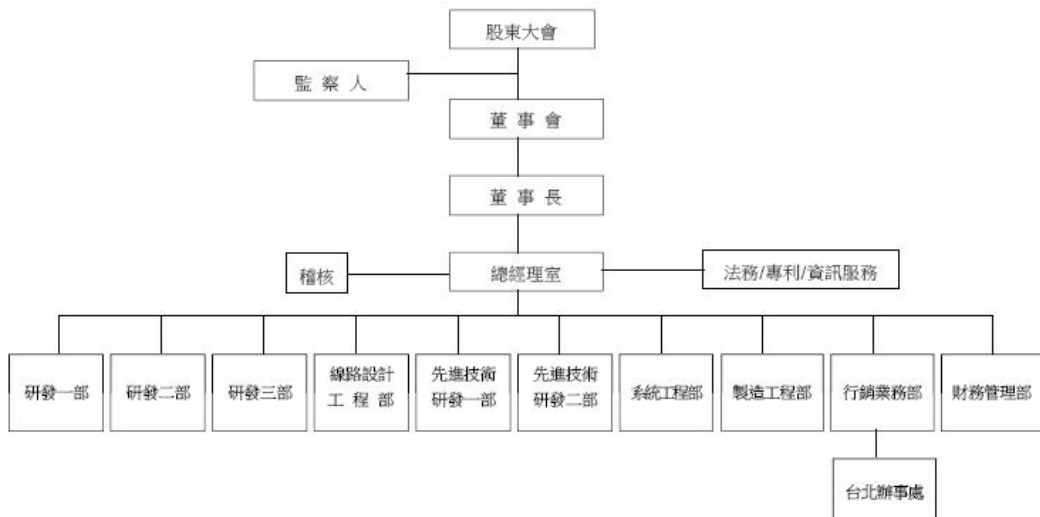 股東大會
監 察 人
董 事 會
董 事 長
稽核
總經理室
法務/專利/資訊服務
研發一部
研發二部
研發三部
線路設計
工 程 部
先進技術
研發一部
先進技術
研發二部
系統工程部
製造工程部
行銷業務部
財務管理部
台北辦事處